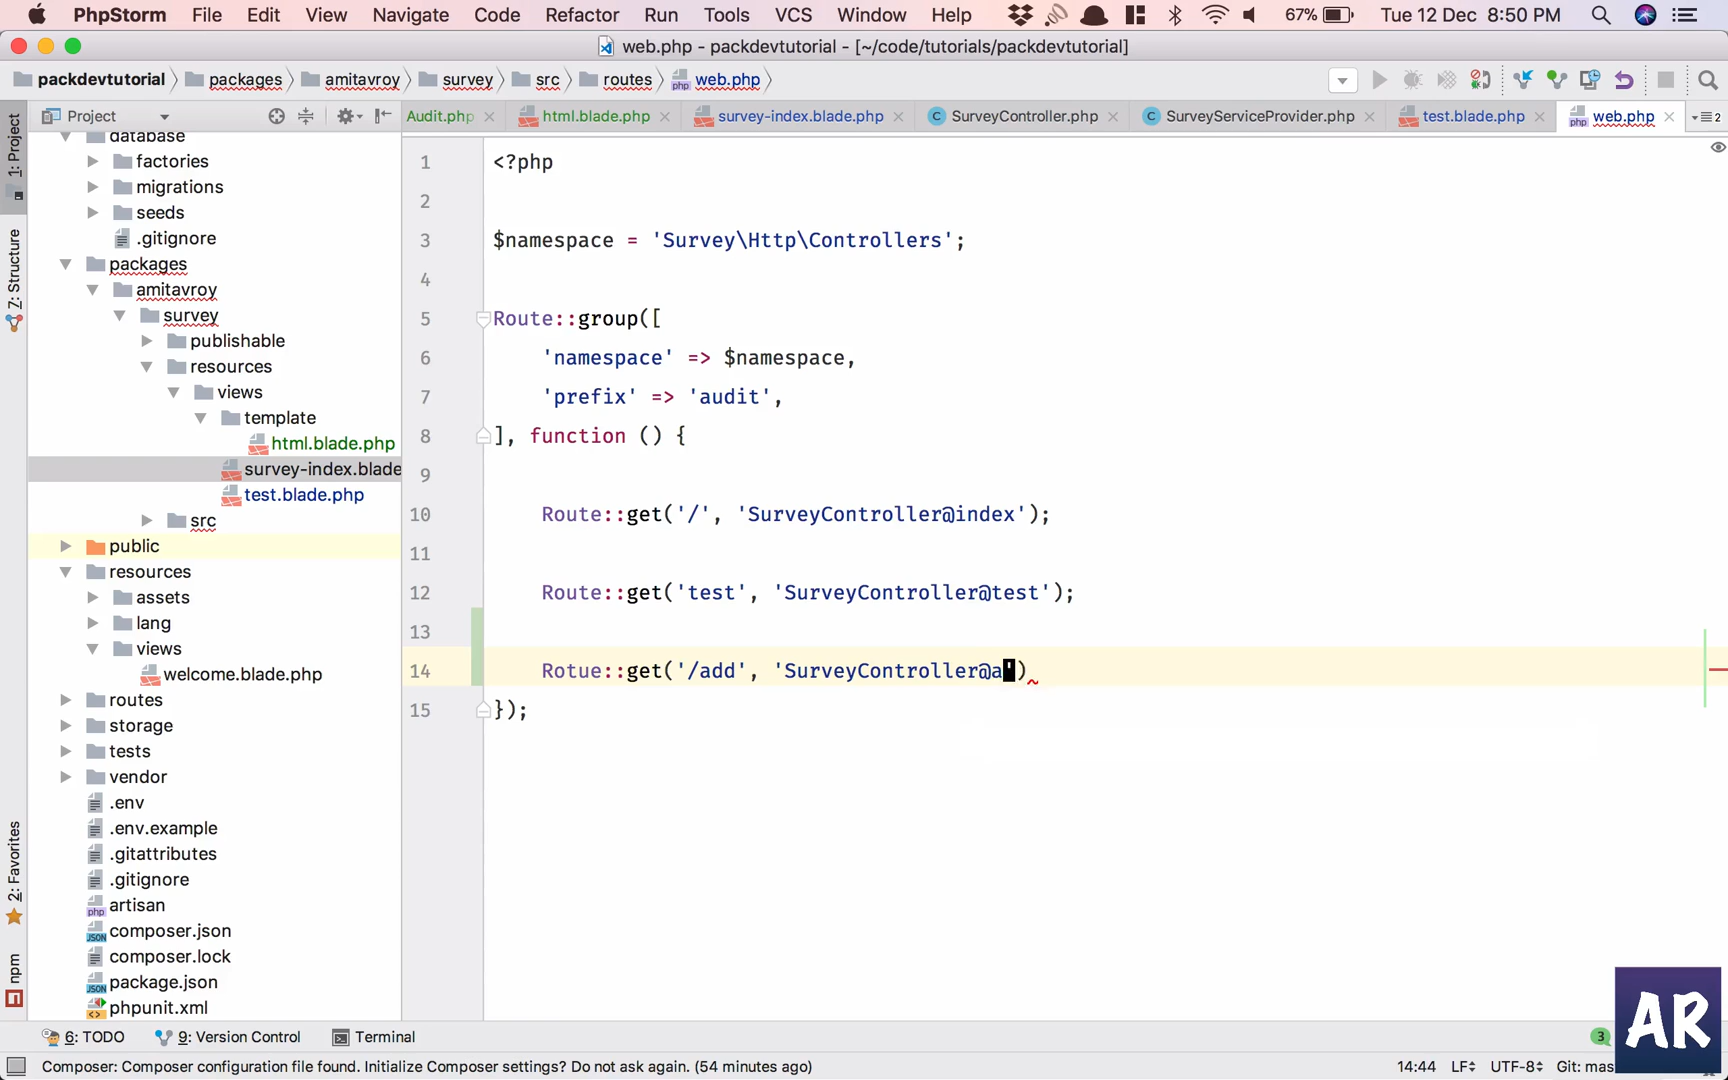 PhpStorm File Edit View Navigate Code Refactor Run Tools VCS Window Help 67% Tue 12 Dec 8:50 PM
web.php - packdevtutorial - [~/code/tutorials/packdevtutorial]
packdevtutorial packages amitavroy survey src routes web.php
Project Audit.php html.blade.php survey-index.blade.php SurveyController.php SurveyServiceProvider.php test.blade.php web.php 2
1: Project
7: Structure
2: Favorites
npm
database
factories
migrations
seeds
.gitignore
packages
amitavroy
survey
publishable
resources
views
template
html.blade.php
survey-index.blade
test.blade.php
src
public
resources
assets
lang
views
welcome.blade.php
routes
storage
tests
vendor
.env
.env.example
.gitattributes
.gitignore
artisan
composer.json
composer.lock
package.json
phpunit.xml
1 <?php
2
3 $namespace = 'Survey\Http\Controllers';
4
5 Route::group([
6 'namespace' => $namespace,
7 'prefix' => 'audit',
8 ], function () {
9
10 Route::get('/', 'SurveyController@index');
11
12 Route::get('test', 'SurveyController@test');
13
14 Rotue::get('/add', 'SurveyController@a')
15 });
6: TODO 9: Version Control Terminal 3
Composer: Composer configuration file found. Initialize Composer settings? Do not ask again. (54 minutes ago) 14:44 LF UTF-8 Git: mas
AR